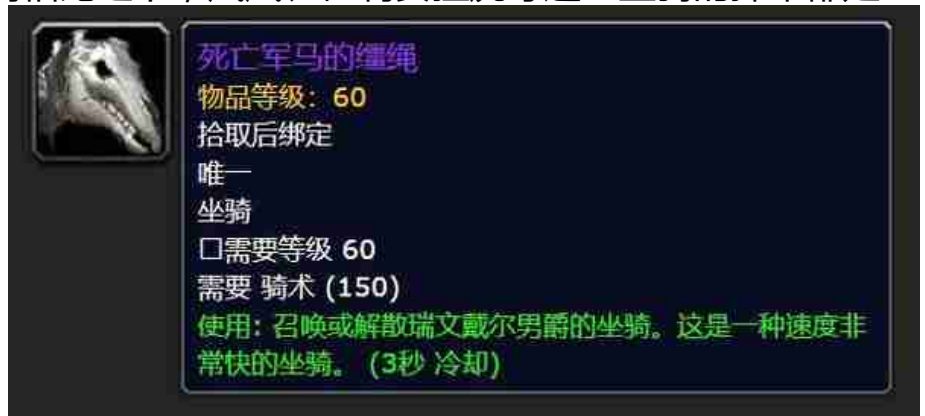 死亡军马的缰绳
物品等级：60
拾取后绑定
唯一
坐骑
□需要等级 60
需要 骑术 (150)
使用: 召唤或解散瑞文戴尔男爵的坐骑。这是一种速度非
常快的坐骑。 (3秒 冷却)